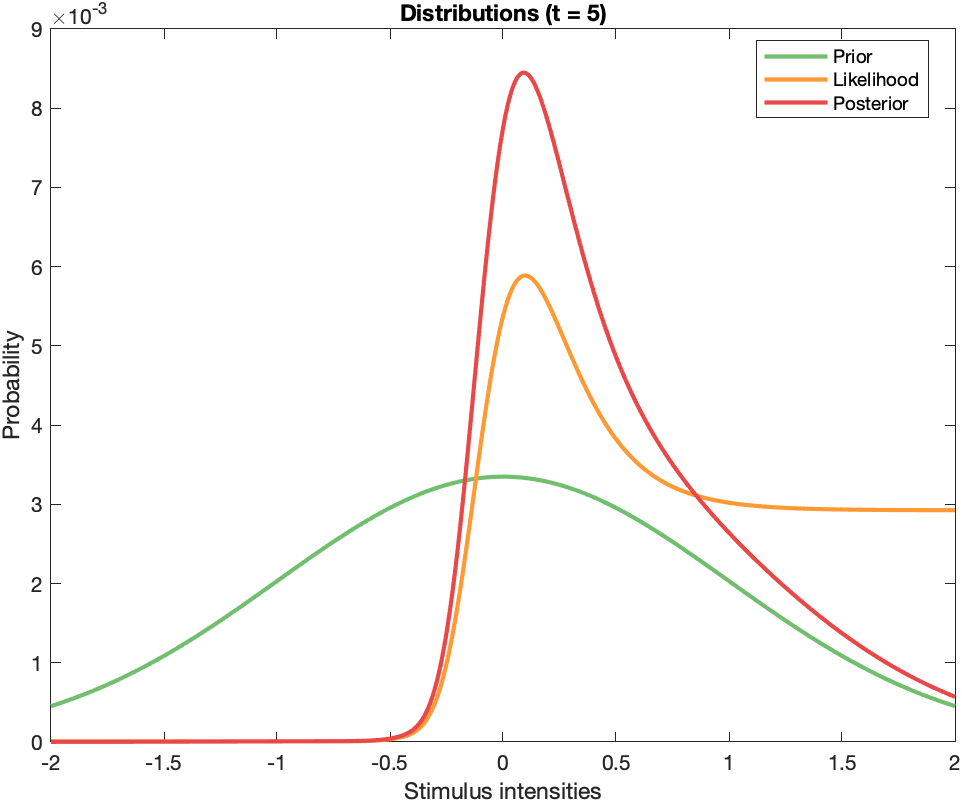 Distributions (t = 5)
×10-3
Prior
Likelihood
Posterior
Probability
9
8
7
6
5
4
3
2
1
0
-2 -1.5 -1 -0.5 0 0.5 1 1.5 2
Stimulus intensities